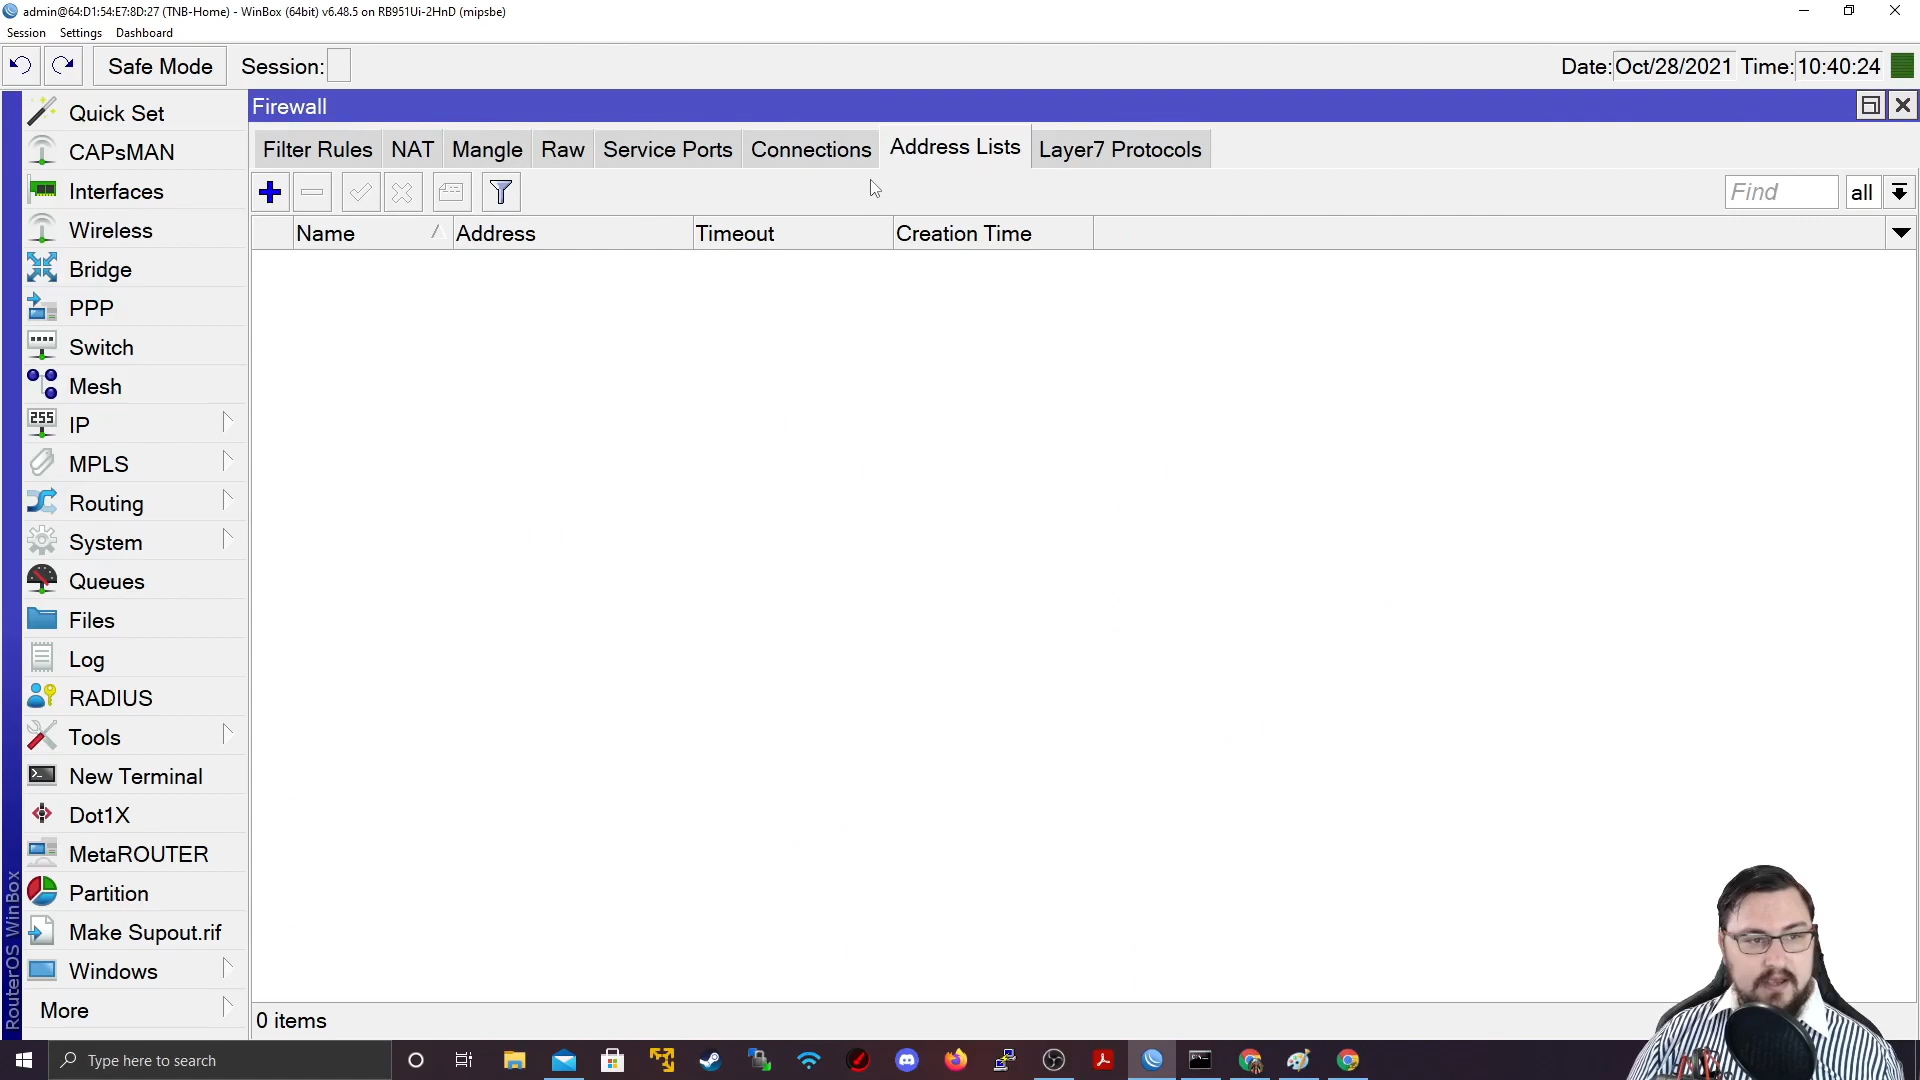 admin@64:D1:54:E7:8D:27 (TNB-Home) - WinBox (64bit) v6.48.5 on RB951Ui-2HnD (mipsbe)
Session Settings Dashboard
Safe Mode Session: Date: Oct/28/2021 Time: 10:40:24
Firewall
Filter Rules NAT Mangle Raw Service Ports Connections Address Lists Layer7 Protocols
Find all
Name Address Timeout Creation Time
Quick Set
CAPsMAN
Interfaces
Wireless
Bridge
PPP
Switch
Mesh
255 IP
MPLS
Routing
System
Queues
Files
Log
RADIUS
Tools
New Terminal
Dot1X
MetaROUTER
Partition
Make Supout.rif
Windows
More
RouterOS WinBox
0 items
Type here to search